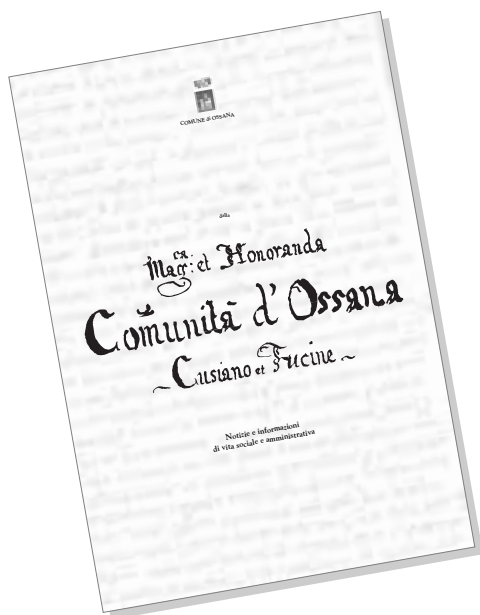 COMUNE di OSSANA
della
Mag:ca et Honoranda
Comunità d'Ossana
~ Cusiano et Fucine ~
Notizie e informazioni
di vita sociale e amministrativa